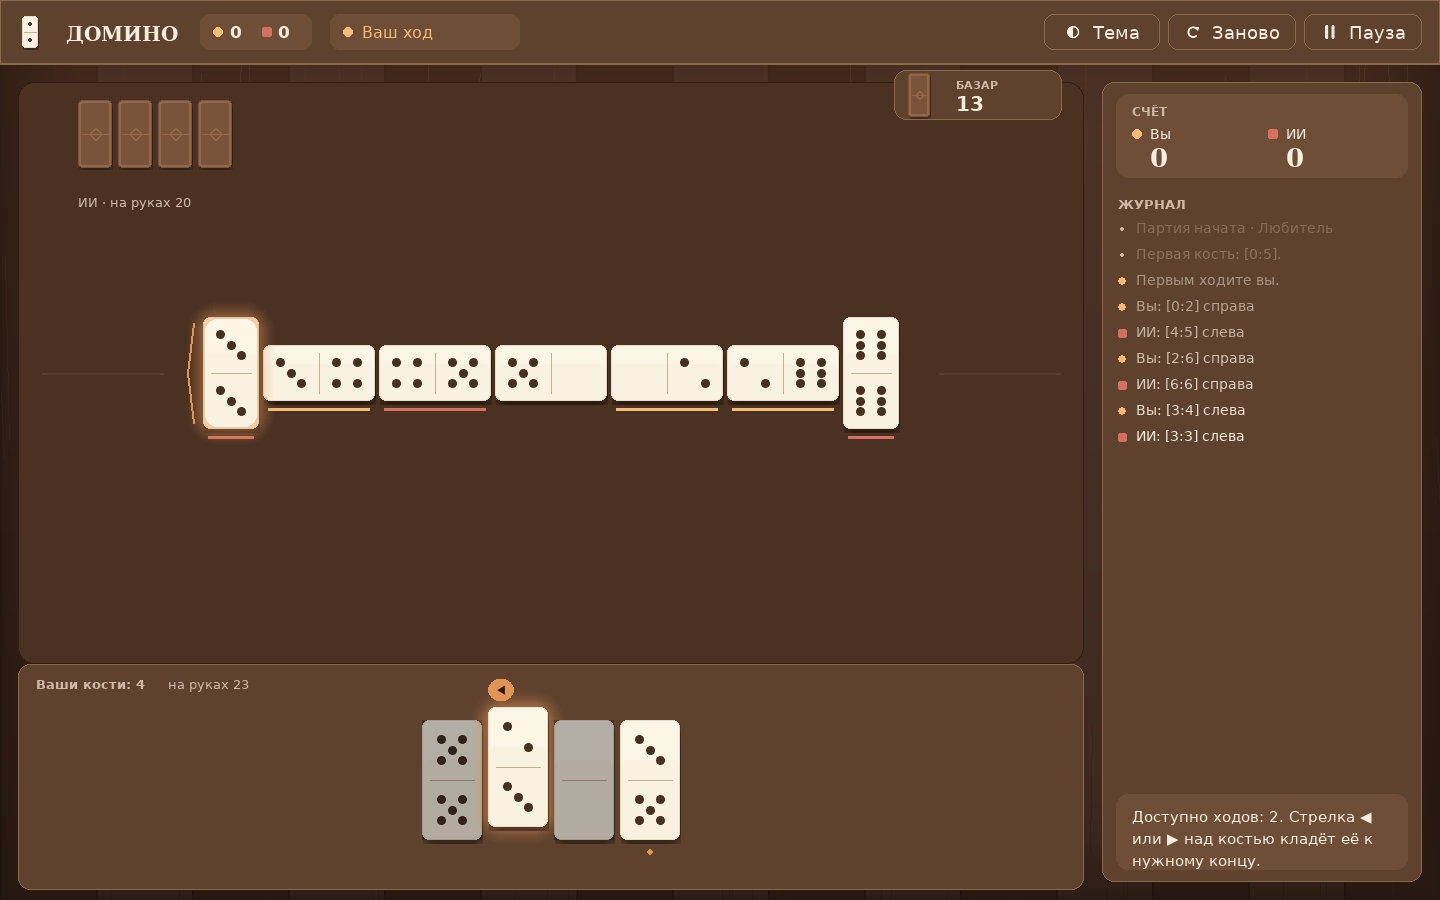 ДОМИНО
0 0
Ваш ход
Тема
Заново
Пауза
БАЗАР
13
ИИ · на руках 20
СЧЁТ
Вы ИИ
0 0
ЖУРНАЛ
Партия начата · Любитель
Первая кость: [0:5].
Первым ходите вы.
Вы: [0:2] справа
ИИ: [4:5] слева
Вы: [2:6] справа
ИИ: [6:6] справа
Вы: [3:4] слева
ИИ: [3:3] слева
Ваши кости: 4 на руках 23
Доступно ходов: 2. Стрелка ◀
или ▶ над костью кладёт её к
нужному концу.